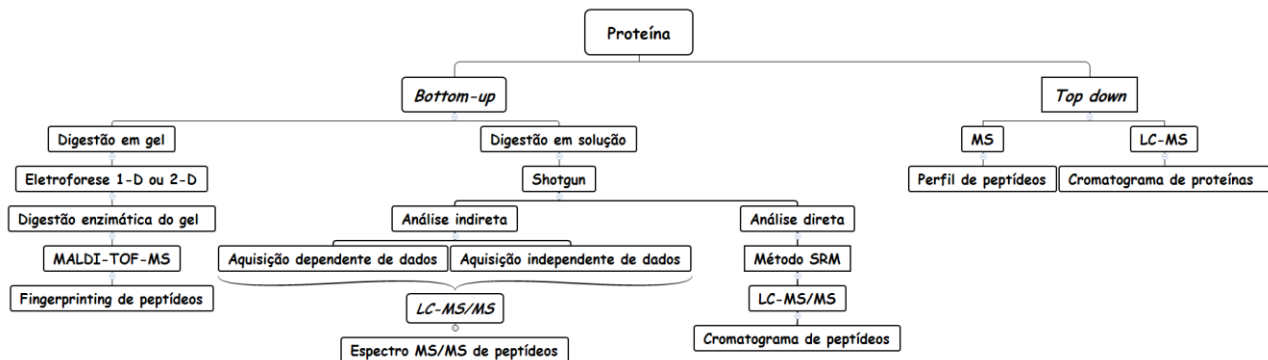 Proteína
Bottom-up
Top down
Digestão em gel
Digestão em solução
MS
LC-MS
Eletroforese 1-D ou 2-D
Shotgun
Perfil de peptídeos
Cromatograma de proteínas
Digestão enzimática do gel
Análise indireta
Análise direta
MALDI-TOF-MS
Aquisição dependente de dados
Aquisição independente de dados
Método SRM
Fingerprinting de peptídeos
LC-MS/MS
LC-MS/MS
Espectro MS/MS de peptídeos
Cromatograma de peptídeos